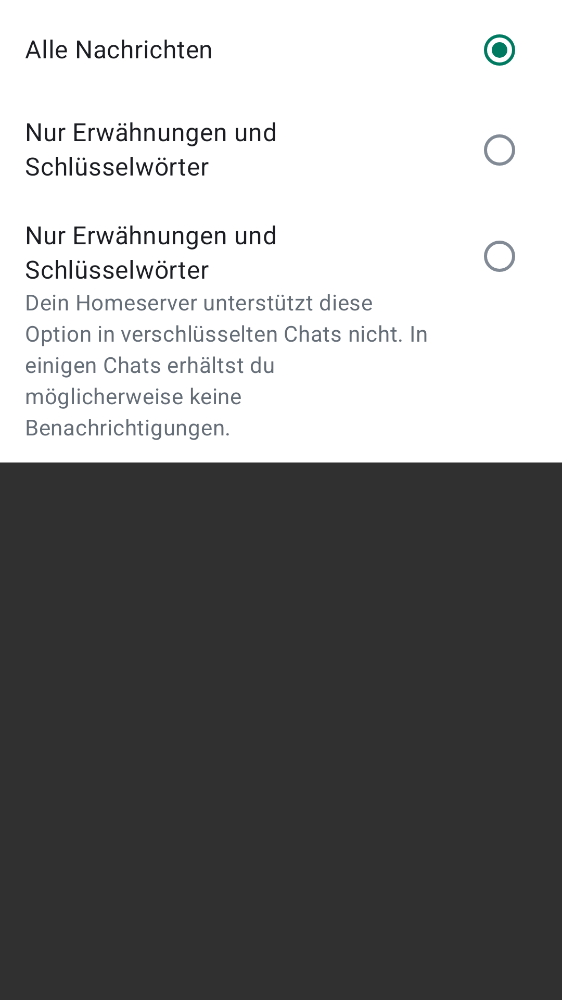 Alle Nachrichten
Nur Erwähnungen und
Schlüsselwörter
Nur Erwähnungen und
Schlüsselwörter
Dein Homeserver unterstützt diese
Option in verschlüsselten Chats nicht. In
einigen Chats erhältst du
möglicherweise keine
Benachrichtigungen.